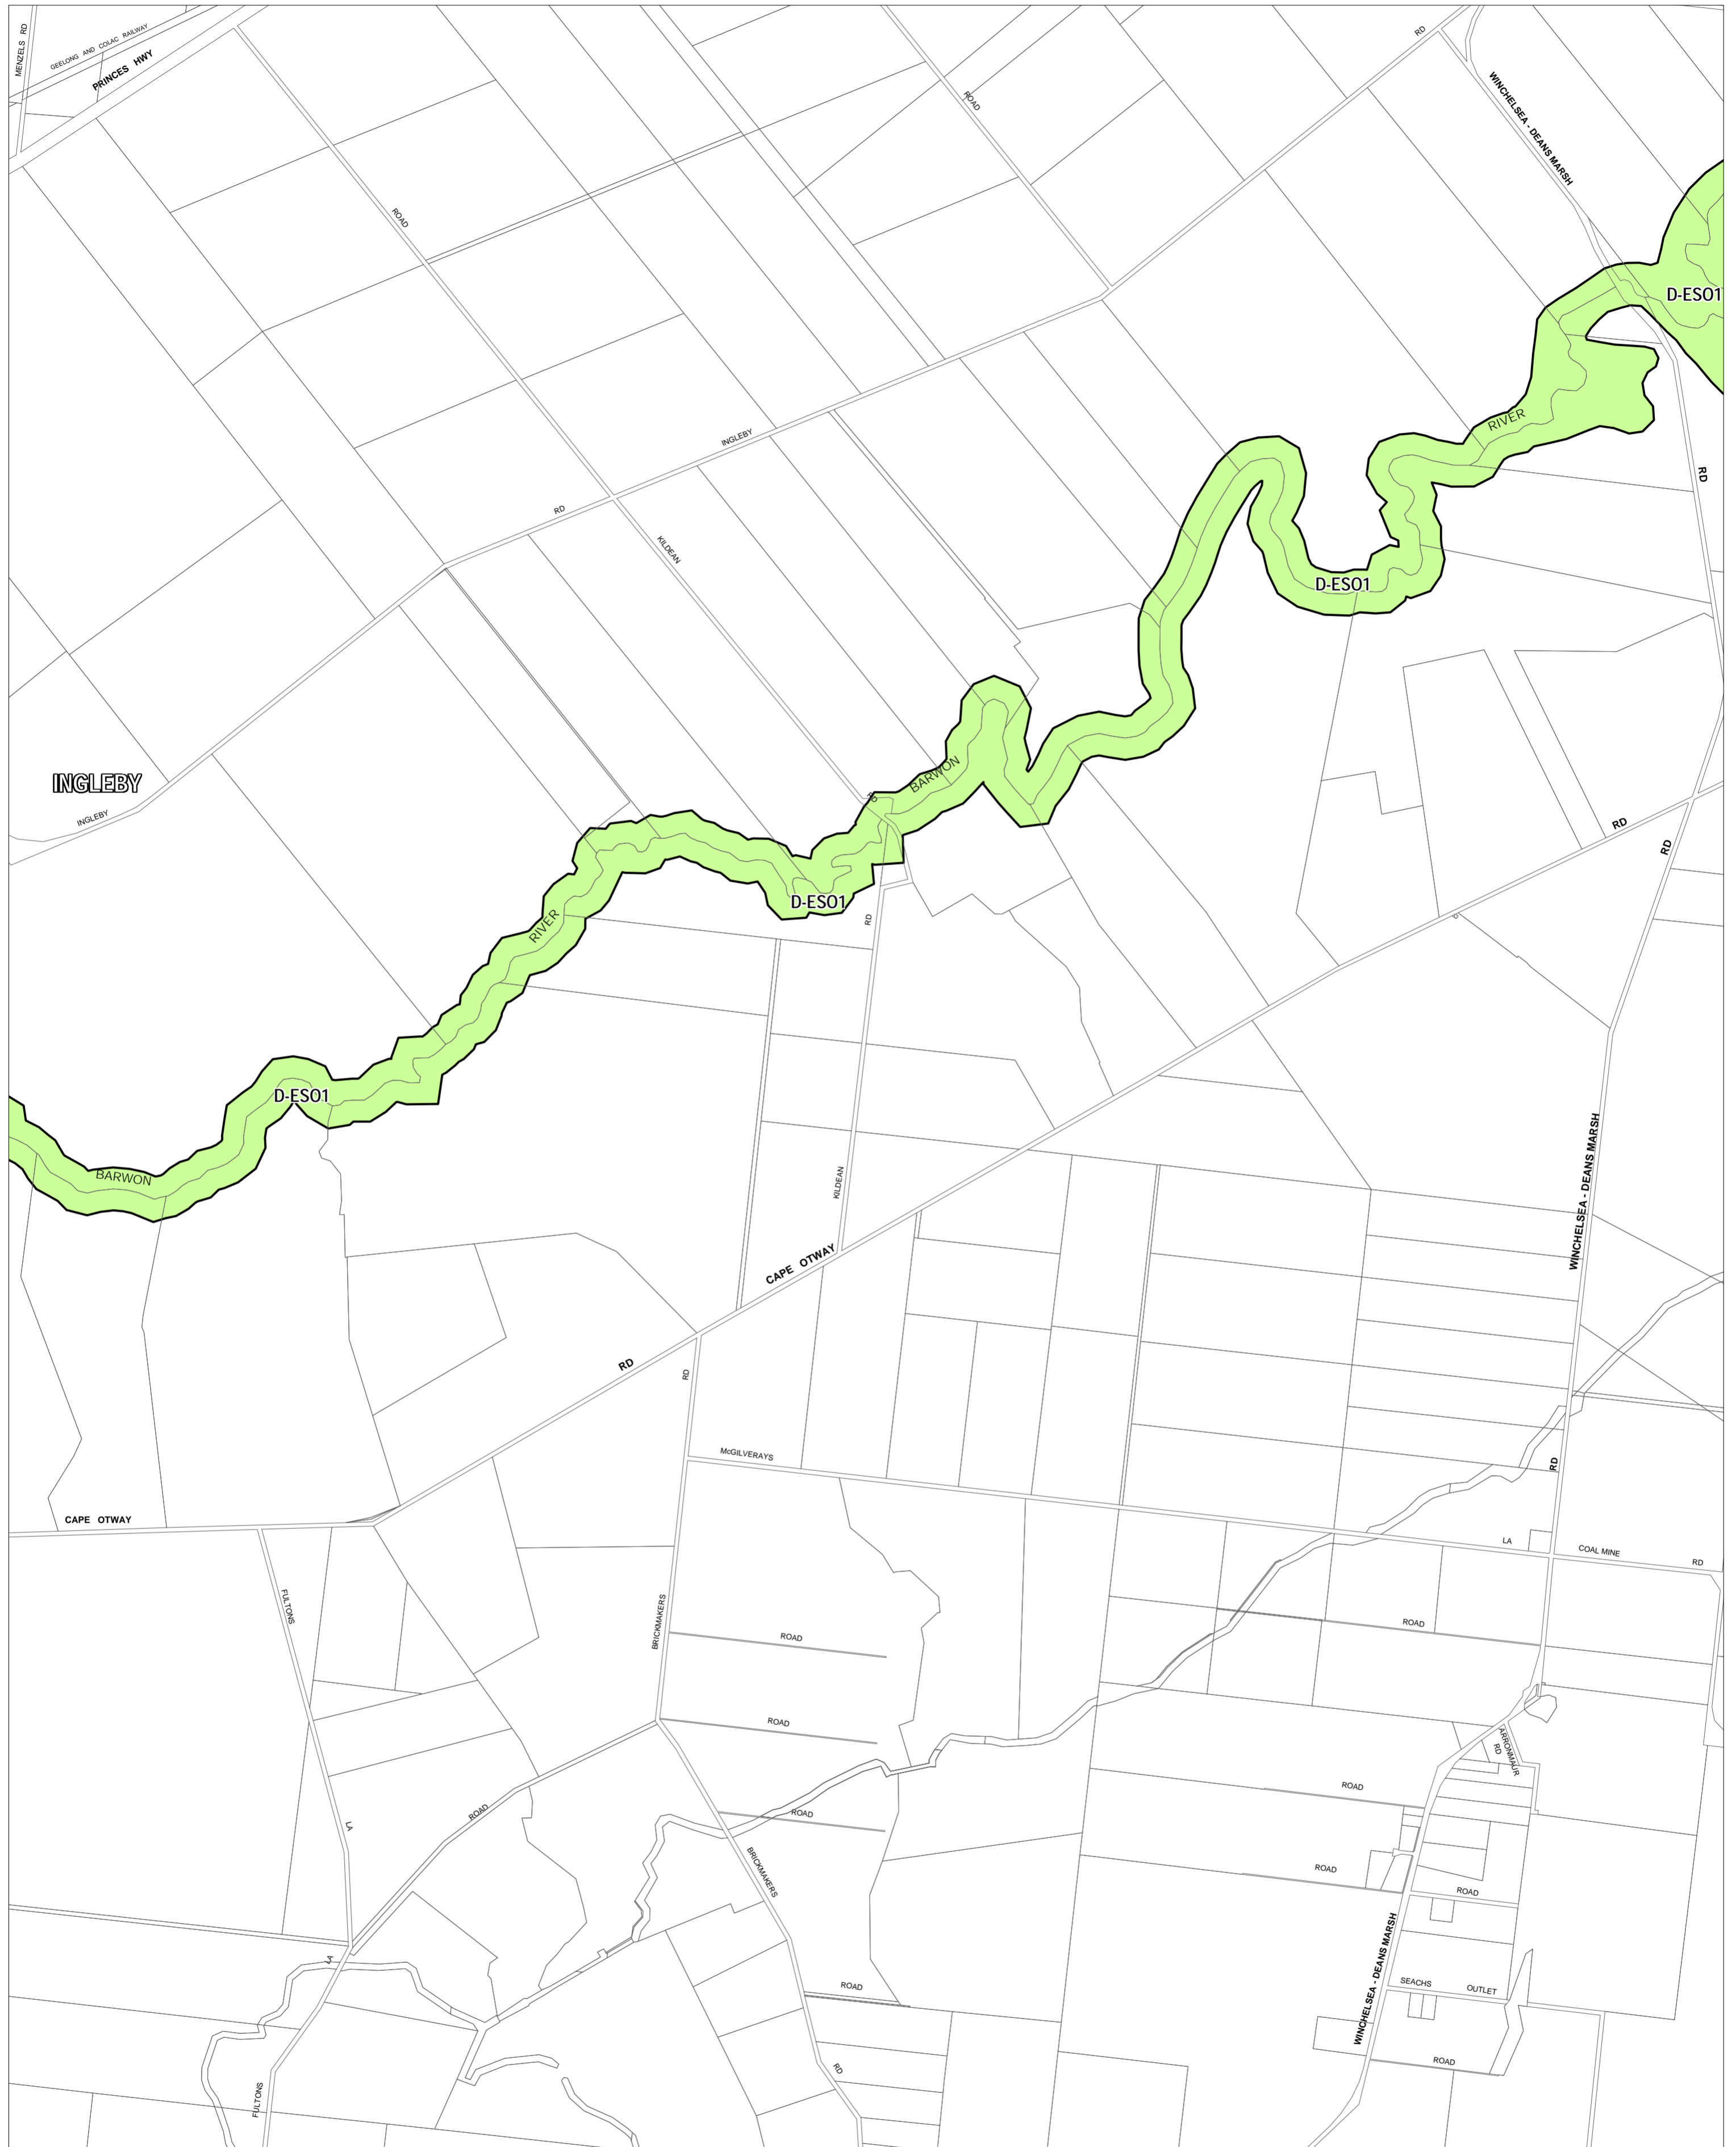 MENZELS RD
GEELONG AND COLAC RAILWAY
PRINCES HWY
ROAD
ROAD
RD
WINCHELSEA - DEANS MARSH
D-ESO1
RIVER
RD
INGLEBY
RD
KILDEAN
D-ESO1
INGLEBY
INGLEBY
RD
BARWON
D-ESO1
RD
RIVER
RD
RD
D-ESO1
BARWON
KILDEAN
CAPE OTWAY
WINCHELSEA - DEANS MARSH
RD
RD
McGILVERAYS
RD
CAPE OTWAY
LA
COAL MINE
RD
FULTONS
BRICKMAKERS
ROAD
ROAD
ROAD
ARRONMAUR
RD
ROAD
ROAD
ROAD
LA
BRICKMAKERS
ROAD
ROAD
WINCHELSEA - DEANS MARSH
LA
ROAD
SEACHS
OUTLET
ROAD
RD
FULTONS